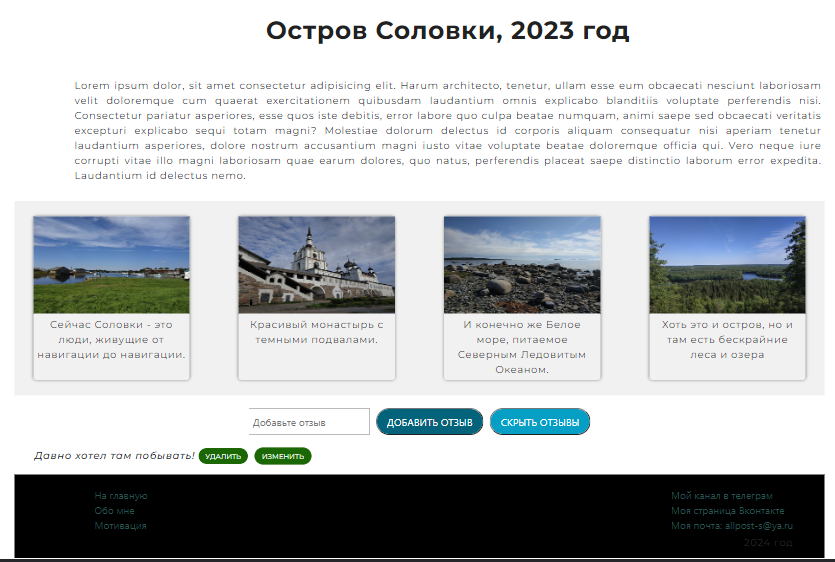 Остров Соловки, 2023 год
Lorem ipsum dolor, sit amet consectetur adipisicing elit. Harum architecto, tenetur, ullam esse eum obcaecati nesciunt laboriosam
velit doloremque cum quaerat exercitationem quibusdam laudantium omnis explicabo blanditiis voluptate perferendis nisi.
Consectetur pariatur asperiores, esse quos iste debitis, error labore quo culpa beatae numquam, animi saepe sed obcaecati veritatis
excepturi explicabo sequi totam magni? Molestiae dolorum delectus id corporis aliquam consequatur nisi aperiam tenetur
laudantium asperiores, dolore nostrum accusantium magni iusto vitae voluptate beatae doloremque officia qui. Vero neque iure
corrupti vitae illo magni laboriosam quae earum dolores, quo natus, perferendis placeat saepe distinctio laborum error expedita.
Laudantium id delectus nemo.
Сейчас Соловки - это
люди, живущие от
навигации до навигации.
Красивый монастырь с
темными подвалами.
И конечно же Белое
море, питаемое
Северным Ледовитым
Океаном.
Хоть это и остров, но и
там есть бескрайние
леса и озера
Добавьте отзыв ДОБАВИТЬ ОТЗЫВ СКРЫТЬ ОТЗЫВЫ
Давно хотел там побывать! УДАЛИТЬ ИЗМЕНИТЬ
На главную
Обо мне
Мотивация
Мой канал в телеграм
Моя страница Вконтакте
Моя почта: allpost-s@ya.ru
2024 год